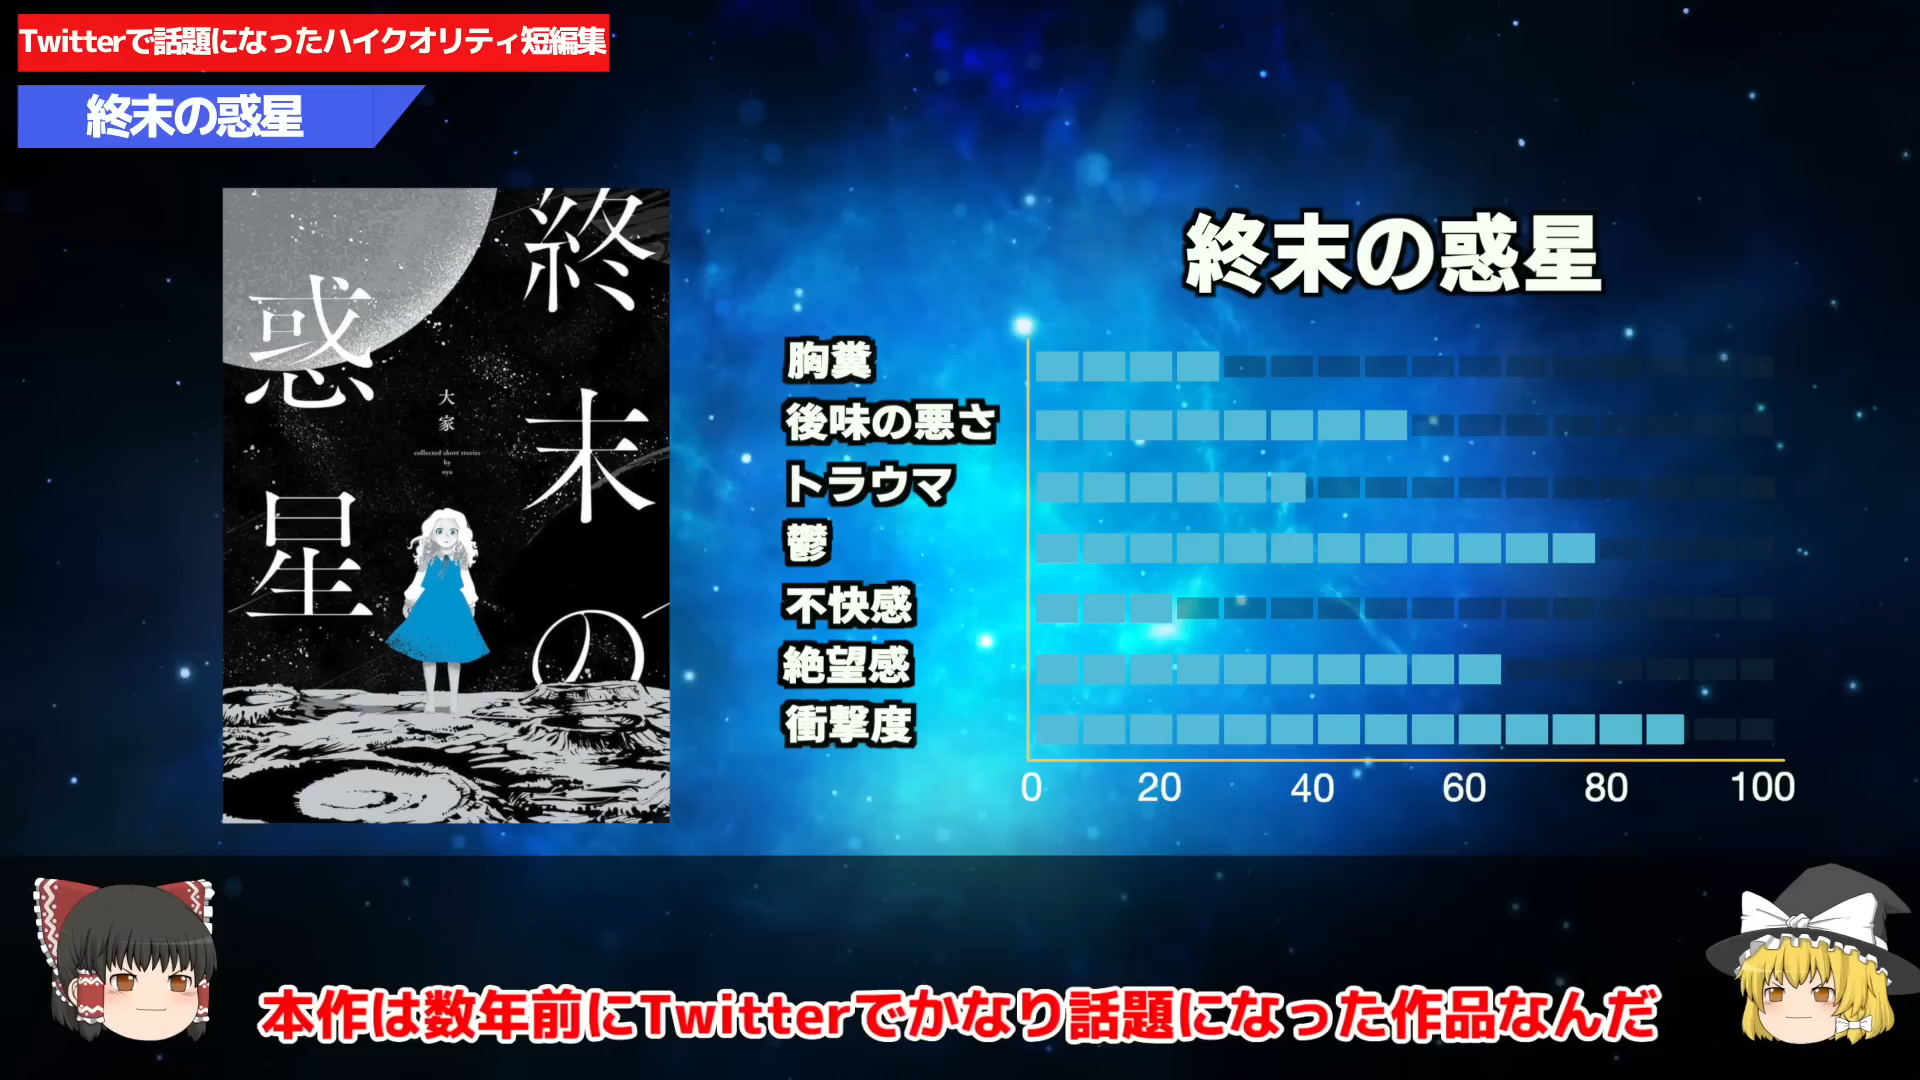 Twitterで話題になったハイクオリティ短編集
終末の惑星
終末の
惑星
大家
collected short stories
by
oya
終末の惑星
胸糞
後味の悪さ
トラウマ
鬱
不快感
絶望感
衝撃度
0 20 40 60 80 100
本作は数年前にTwitterでかなり話題になった作品なんだ